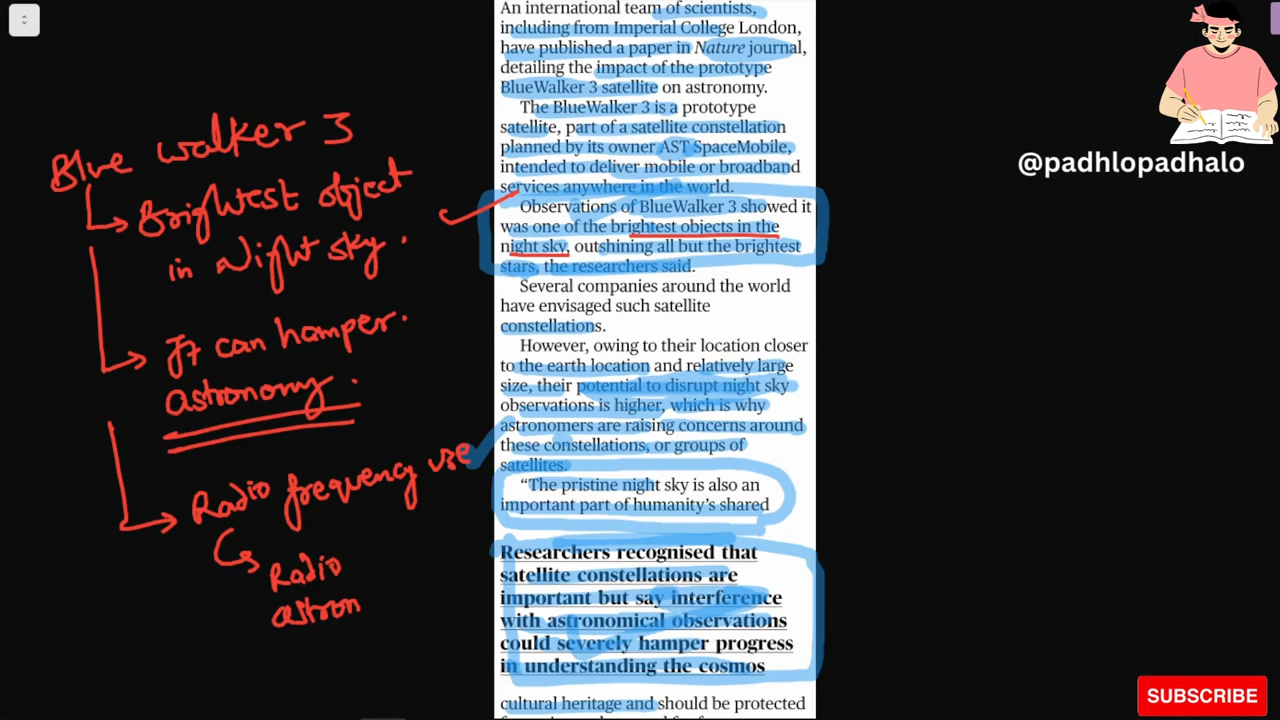 Blue walker 3
Brightest object
in Night sky.
It can hamper.
astronomy.
Radio frequency use
Radio
astron
An international team of scientists,
including from Imperial College London,
have published a paper in Nature journal,
detailing the impact of the prototype
BlueWalker 3 satellite on astronomy.
The BlueWalker 3 is a prototype
satellite, part of a satellite constellation
planned by its owner AST SpaceMobile,
intended to deliver mobile or broadband
services anywhere in the world.
Observations of BlueWalker 3 showed it
was one of the brightest objects in the
night sky, outshining all but the brightest
stars, the researchers said.
Several companies around the world
have envisaged such satellite
constellations.
However, owing to their location closer
to the earth location and relatively large
size, their potential to disrupt night sky
observations is higher, which is why
astronomers are raising concerns around
these constellations, or groups of
satellites.
“The pristine night sky is also an
important part of humanity’s shared
Researchers recognised that
satellite constellations are
important but say interference
with astronomical observations
could severely hamper progress
in understanding the cosmos
cultural heritage and should be protected
@padhlopadhalo
SUBSCRIBE